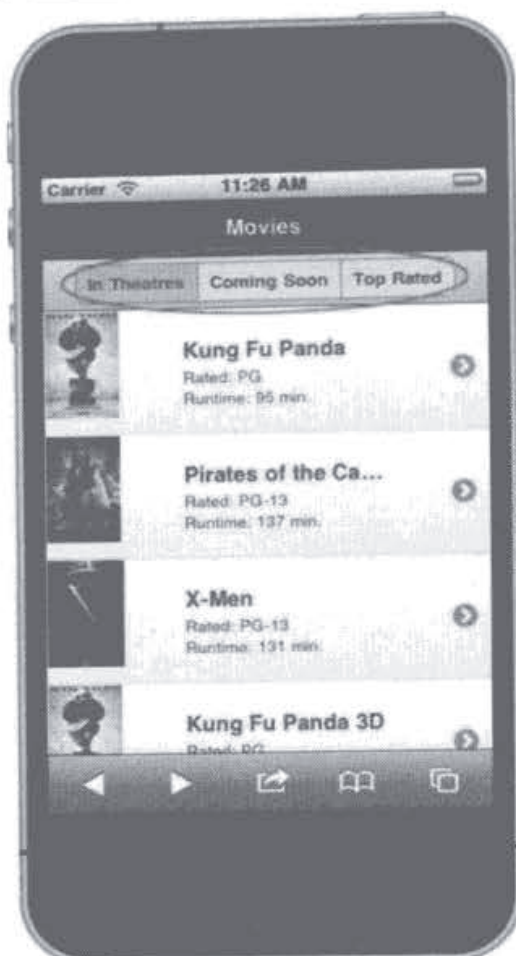 Carrier 11:26 AM
Movies
In Theatres Coming Soon Top Rated
Kung Fu Panda
Rated: PG
Runtime: 95 min.
Pirates of the Ca...
Rated: PG-13
Runtime: 137 min.
X-Men
Rated: PG-13
Runtime: 131 min.
Kung Fu Panda 3D
Rated: PG